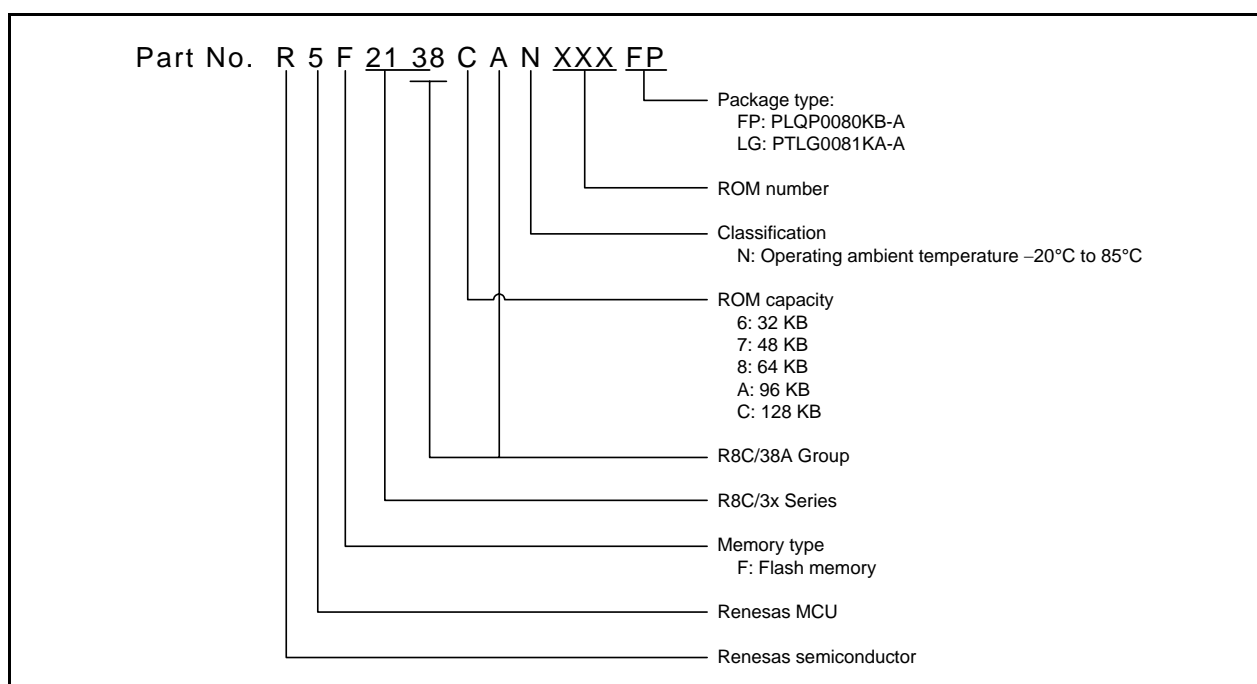 Part No. R 5 F 21 38 C A N XXX FP
Package type:
FP: PLQP0080KB-A
LG: PTLG0081KA-A
ROM number
Classification
N: Operating ambient temperature –20°C to 85°C
ROM capacity
6: 32 KB
7: 48 KB
8: 64 KB
A: 96 KB
C: 128 KB
R8C/38A Group
R8C/3x Series
Memory type
F: Flash memory
Renesas MCU
Renesas semiconductor